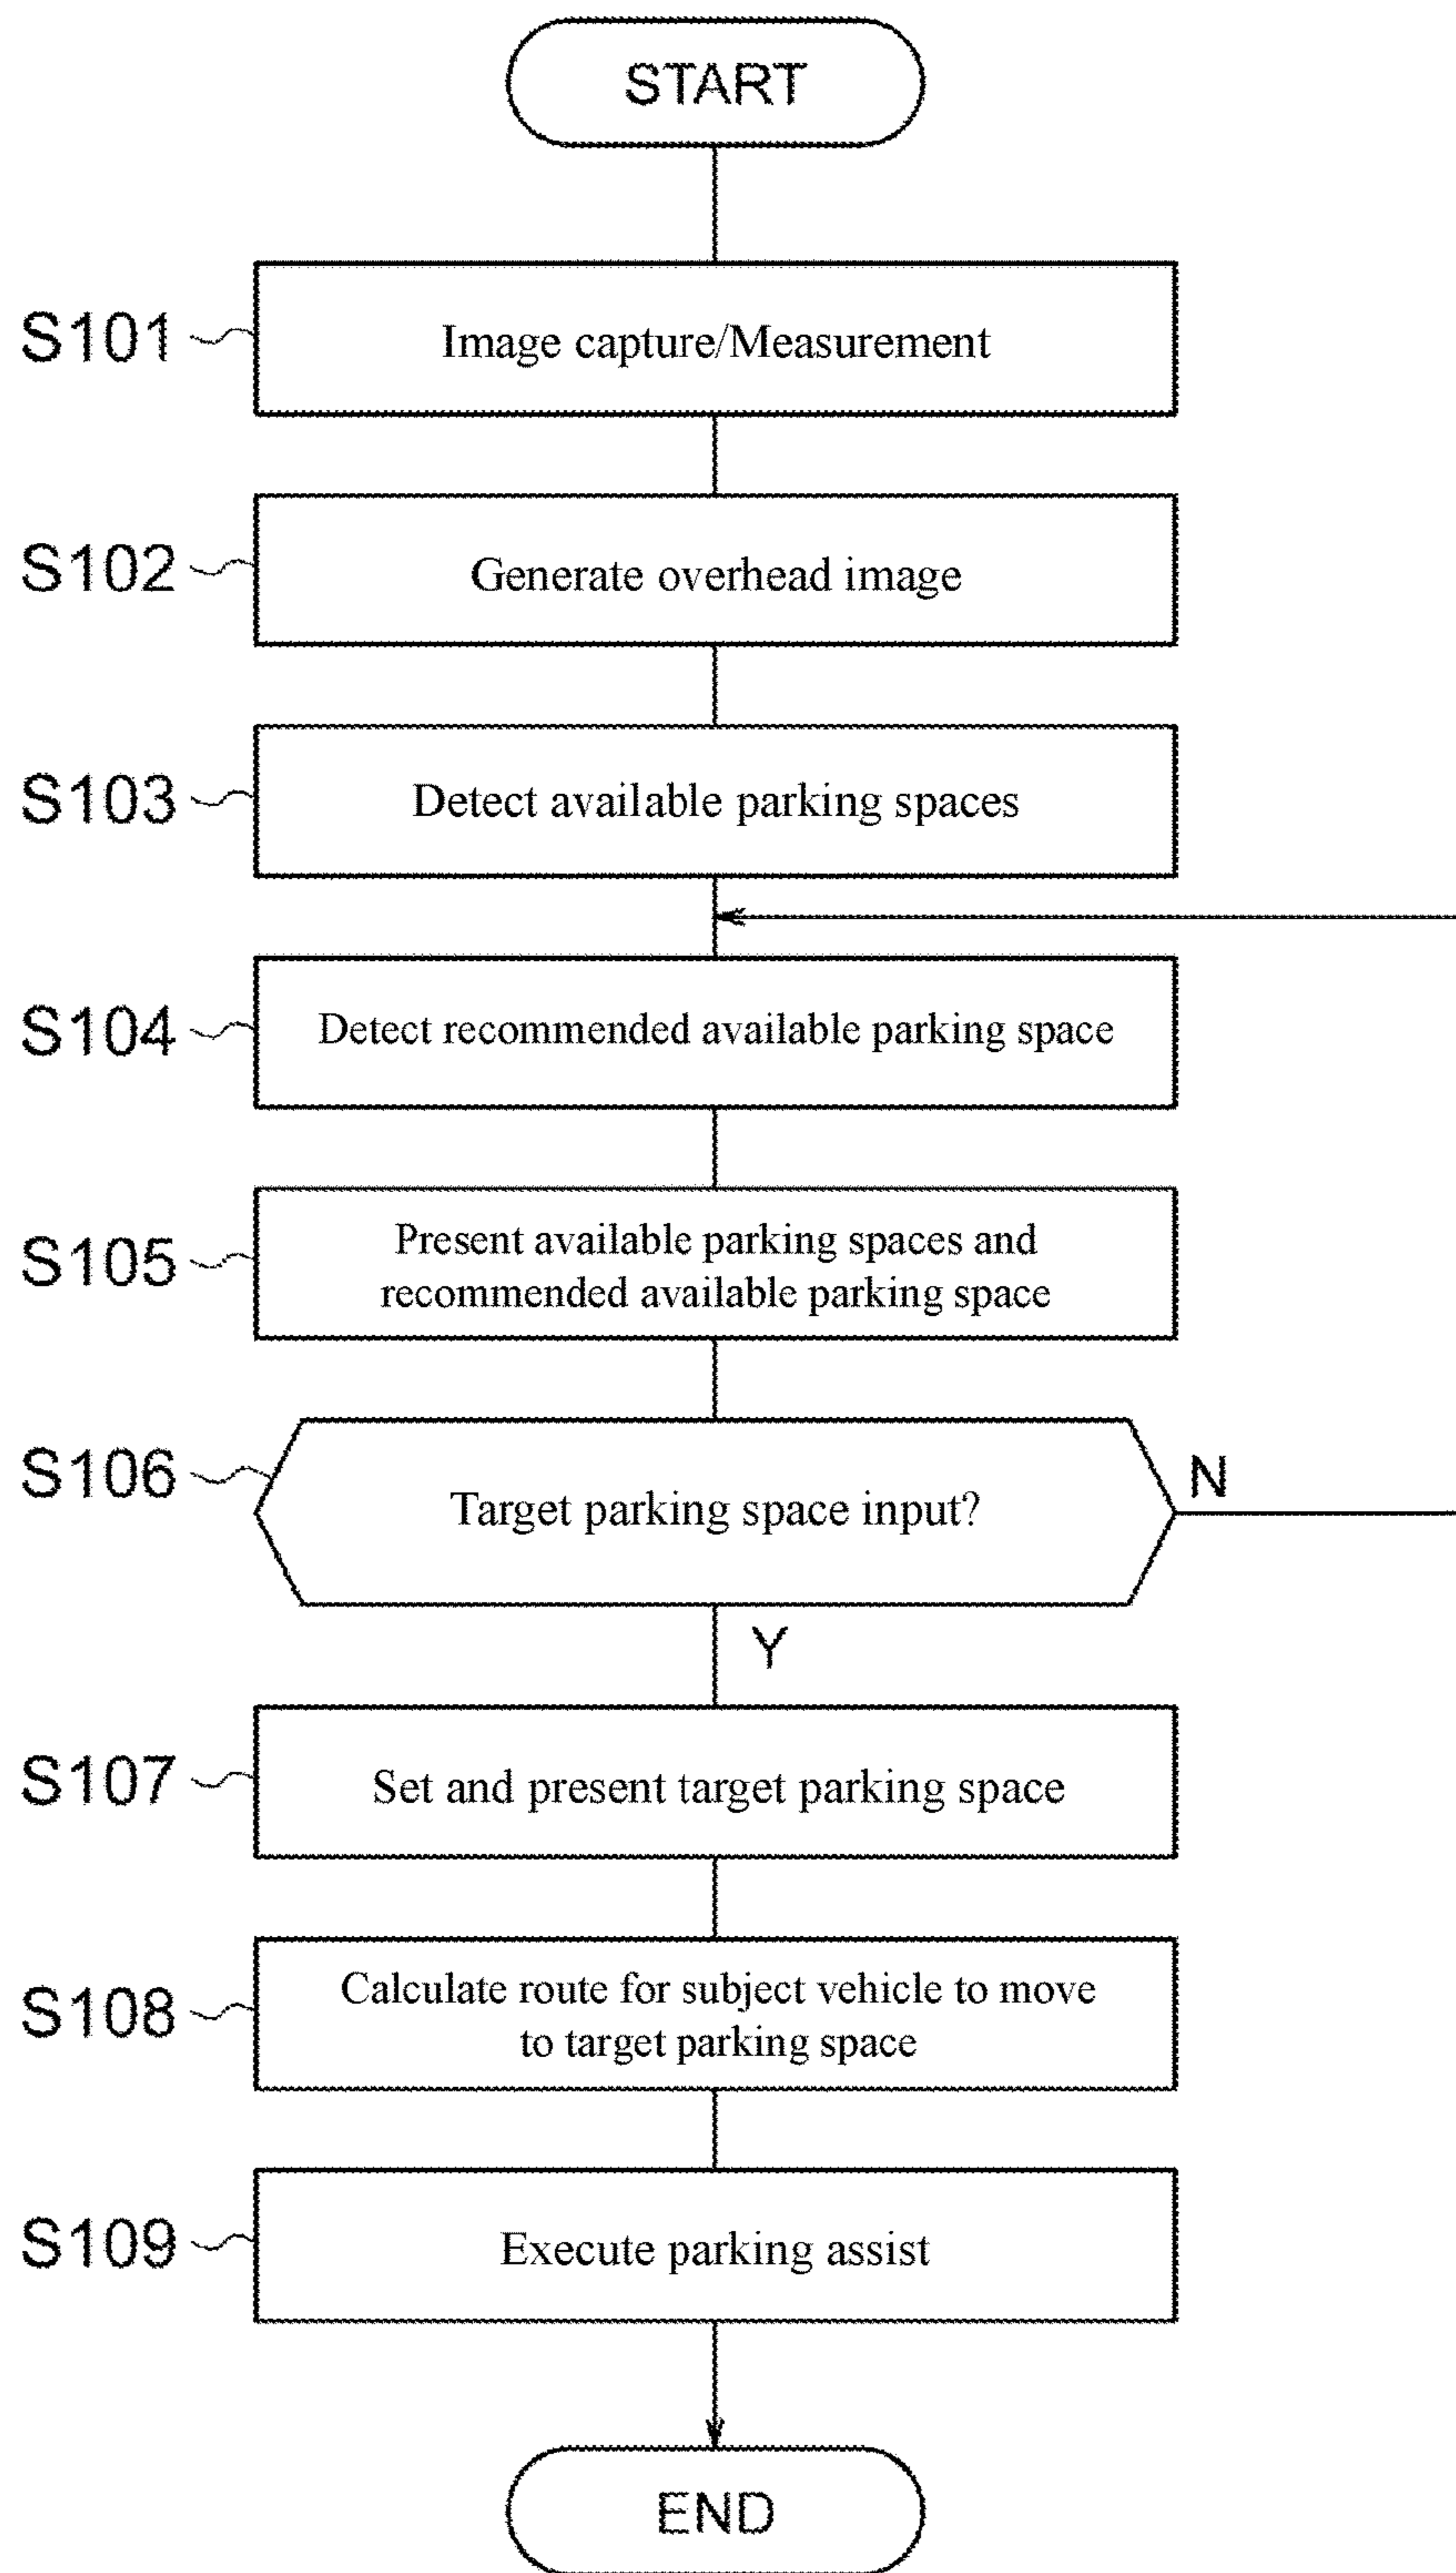 START
S101
Image capture/Measurement
S102
Generate overhead image
S103
Detect available parking spaces
S104
Detect recommended available parking space
S105
Present available parking spaces and
recommended available parking space
S106
Target parking space input?
N
Y
S107
Set and present target parking space
S108
Calculate route for subject vehicle to move
to target parking space
S109
Execute parking assist
END